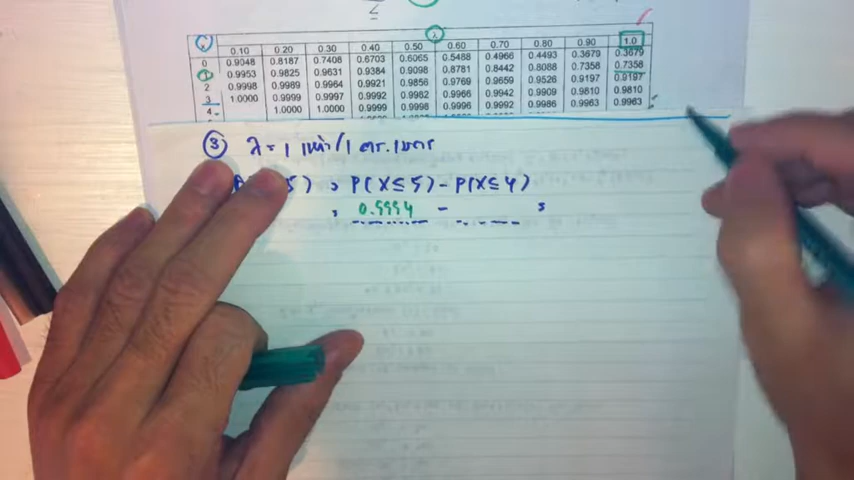 λ
x 0.10 0.20 0.30 0.40 0.50 0.60 0.70 0.80 0.90 1.0
0 0.9048 0.8187 0.7408 0.6703 0.6065 0.5488 0.4966 0.4493 0.3679 0.3679
1 0.9953 0.9825 0.9631 0.9384 0.9098 0.8781 0.8442 0.8088 0.7358 0.7358
2 0.9998 0.9989 0.9964 0.9921 0.9856 0.9769 0.9659 0.9526 0.9197 0.9197
3 1.0000 0.9999 0.9997 0.9992 0.9982 0.9966 0.9942 0.9909 0.9810 0.9810
4 1.0000 1.0000 0.9999 0.9998 0.9996 0.9992 0.9986 0.9963 0.9963
3 λ = 1
5) = P(X≤5) - P(X≤4)
= 0.9994 - =